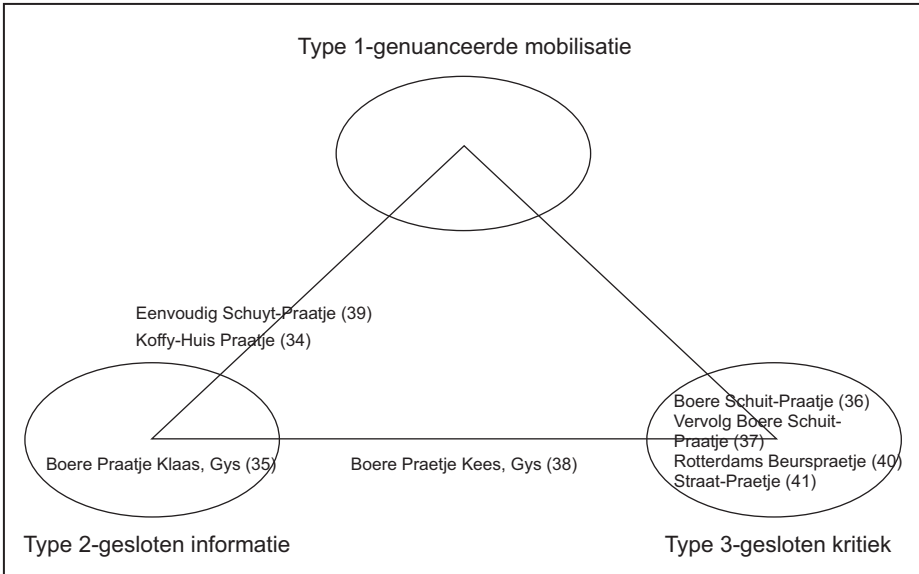 Type 1-genuanceerde mobilisatie
Eenvoudig Schuyt-Praatje (39)
Koffy-Huis Praatje (34)
Boere Schuit-Praatje (36)
Vervolg Boere Schuit-
Praatje (37)
Rotterdams Beurspraetje (40)
Straat-Praetje (41)
Boere Praatje Klaas, Gys (35)
Boere Praetje Kees, Gys (38)
Type 2-gesloten informatie
Type 3-gesloten kritiek